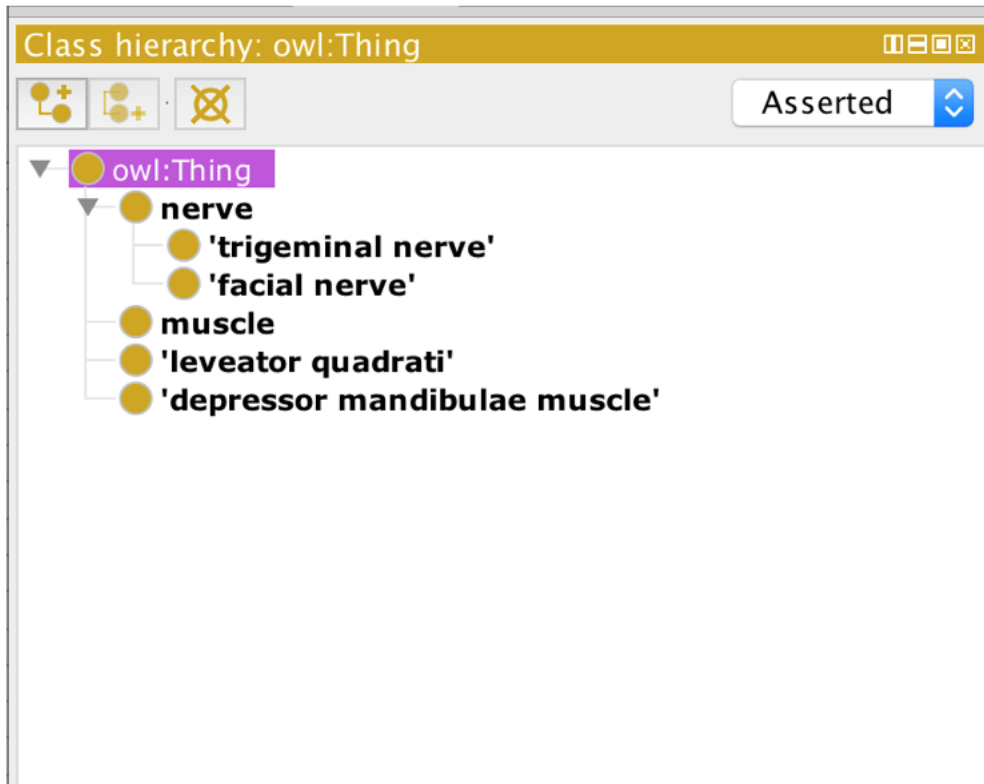 Class hierarchy: owl:Thing
Asserted
owl:Thing
nerve
'trigeminal nerve'
'facial nerve'
muscle
'leveator quadrati'
'depressor mandibulae muscle'